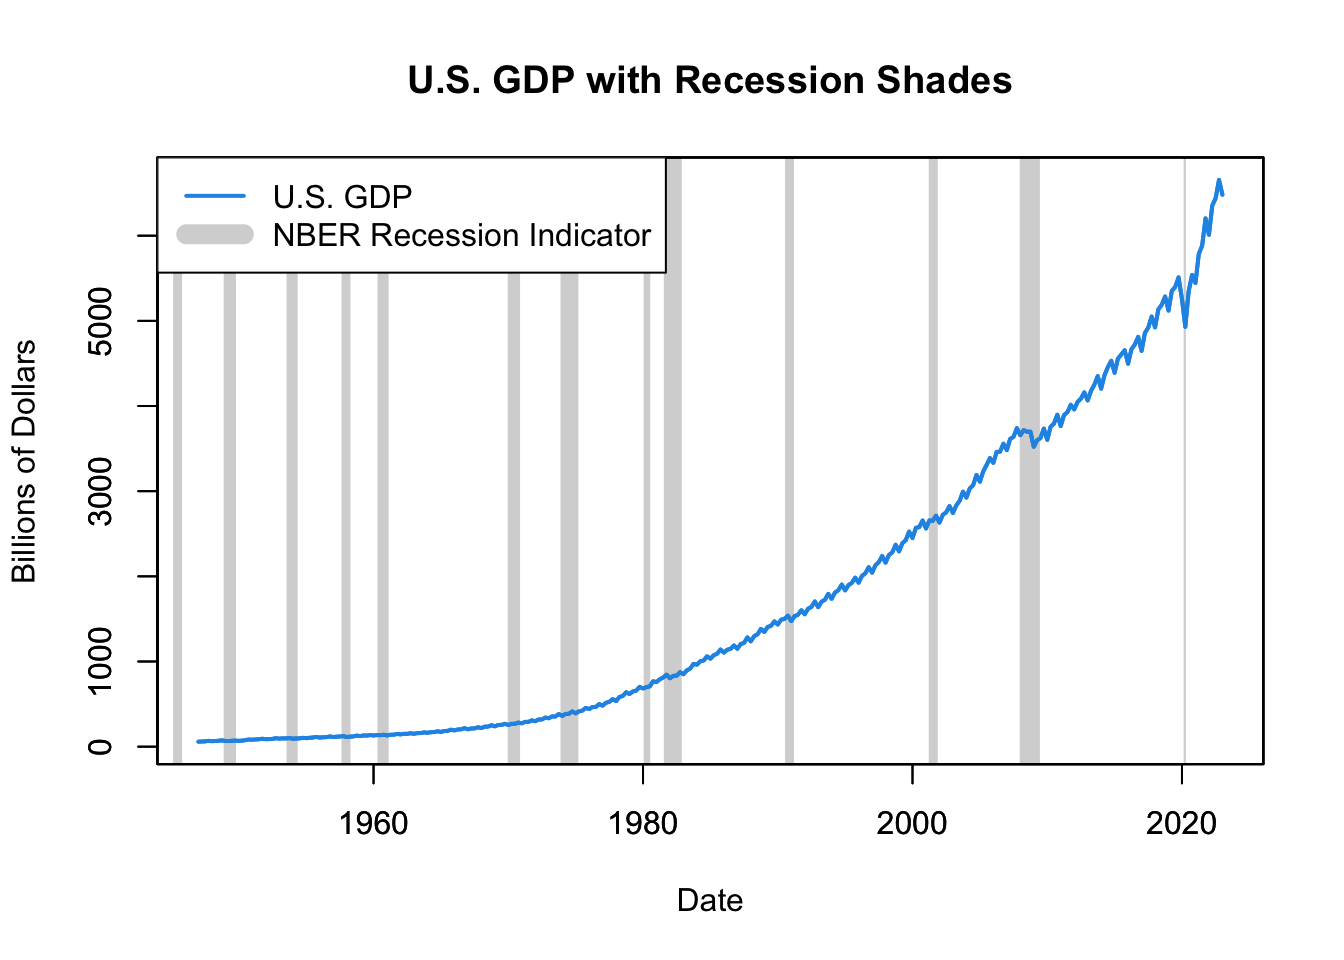 U.S. GDP with Recession Shades
U.S. GDP
NBER Recession Indicator
Billions of Dollars
5000
3000
1000
0
1960 1980 2000 2020
Date